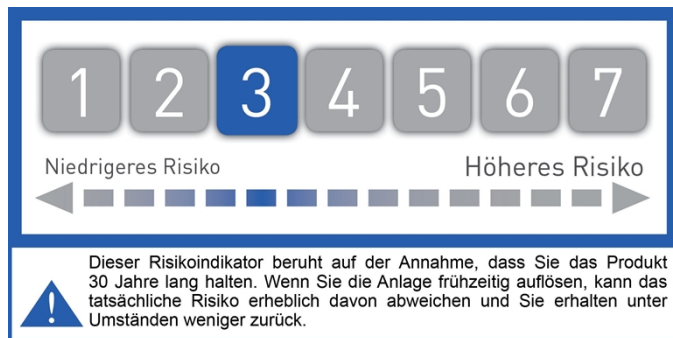 1 2 3 4 5 6 7
Niedrigeres Risiko Höheres Risiko
Dieser Risikoindikator beruht auf der Annahme, dass Sie das Produkt
30 Jahre lang halten. Wenn Sie die Anlage frühzeitig auflösen, kann das
tatsächliche Risiko erheblich davon abweichen und Sie erhalten unter
Umständen weniger zurück.